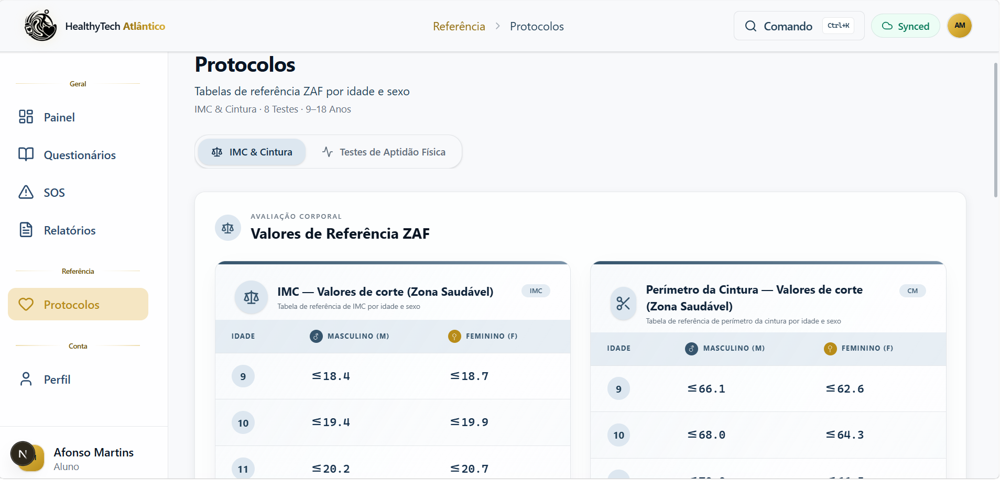 HealthyTech Atlântico
Referência > Protocolos
Comando Ctrl+K
Synced
AM
Geral
Painel
Questionários
SOS
Relatórios
Referência
Protocolos
Conta
Perfil
N
Afonso Martins
Aluno
Protocolos
Tabelas de referência ZAF por idade e sexo
IMC & Cintura · 8 Testes · 9–18 Anos
IMC & Cintura
Testes de Aptidão Física
AVALIAÇÃO CORPORAL
Valores de Referência ZAF
IMC — Valores de corte (Zona Saudável)
IMC
Tabela de referência de IMC por idade e sexo
IDADE ♂ MASCULINO (M) ♀ FEMININO (F)
9 ≤18.4 ≤18.7
10 ≤19.4 ≤19.9
11 ≤20.2 ≤20.7
Perímetro da Cintura — Valores de corte
(Zona Saudável)
CM
Tabela de referência de perímetro da cintura por idade e sexo
IDADE ♂ MASCULINO (M) ♀ FEMININO (F)
9 ≤66.1 ≤62.6
10 ≤68.0 ≤64.3